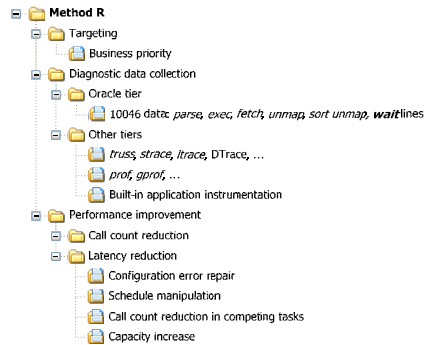 Method R
Targeting
Business priority
Diagnostic data collection
Oracle tier
10046 data: parse, exec, fetch, unmap, sort unmap, wait lines
Other tiers
truss, strace, itrace, DTrace, ...
prof, gprof, ...
Built-in application instrumentation
Performance improvement
Call count reduction
Latency reduction
Configuration error repair
Schedule manipulation
Call count reduction in competing tasks
Capacity increase